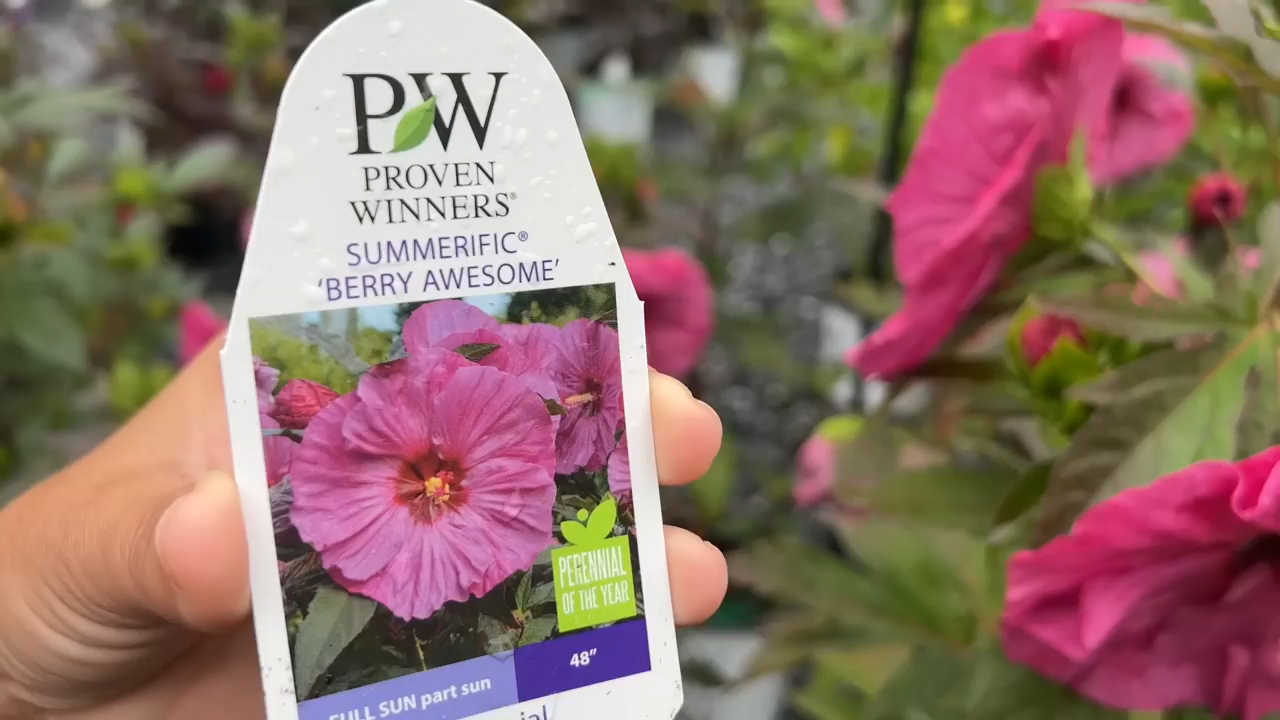 PW
PROVEN
WINNERS®
SUMMERIFIC®
'BERRY AWESOME'
PERENNIAL
OF THE YEAR
FULL SUN part sun
48"